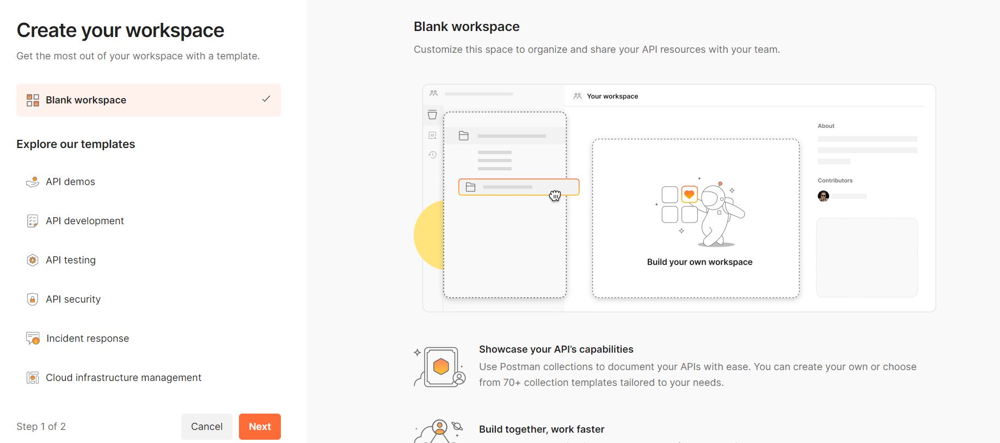 Create your workspace
Get the most out of your workspace with a template.
Blank workspace
Explore our templates
API demos
API development
API testing
API security
Incident response
Cloud infrastructure management
Step 1 of 2
Cancel
Next
Blank workspace
Customize this space to organize and share your API resources with your team.
Your workspace
About
Contributors
Build your own workspace
Showcase your API’s capabilities
Use Postman collections to document your APIs with ease. You can create your own or choose
from 70+ collection templates tailored to your needs.
Build together, work faster